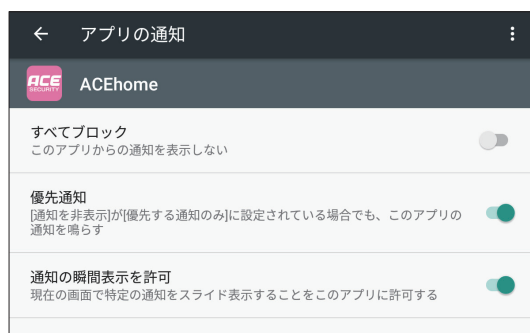 アプリの通知
ACE
SECURITY
ACEhome
すべてブロック
このアプリからの通知を表示しない
優先通知
[通知を非表示]が[優先する通知のみ]に設定されている場合でも、このアプリの
通知を鳴らす
通知の瞬間表示を許可
現在の画面で特定の通知をスライド表示することをこのアプリに許可する